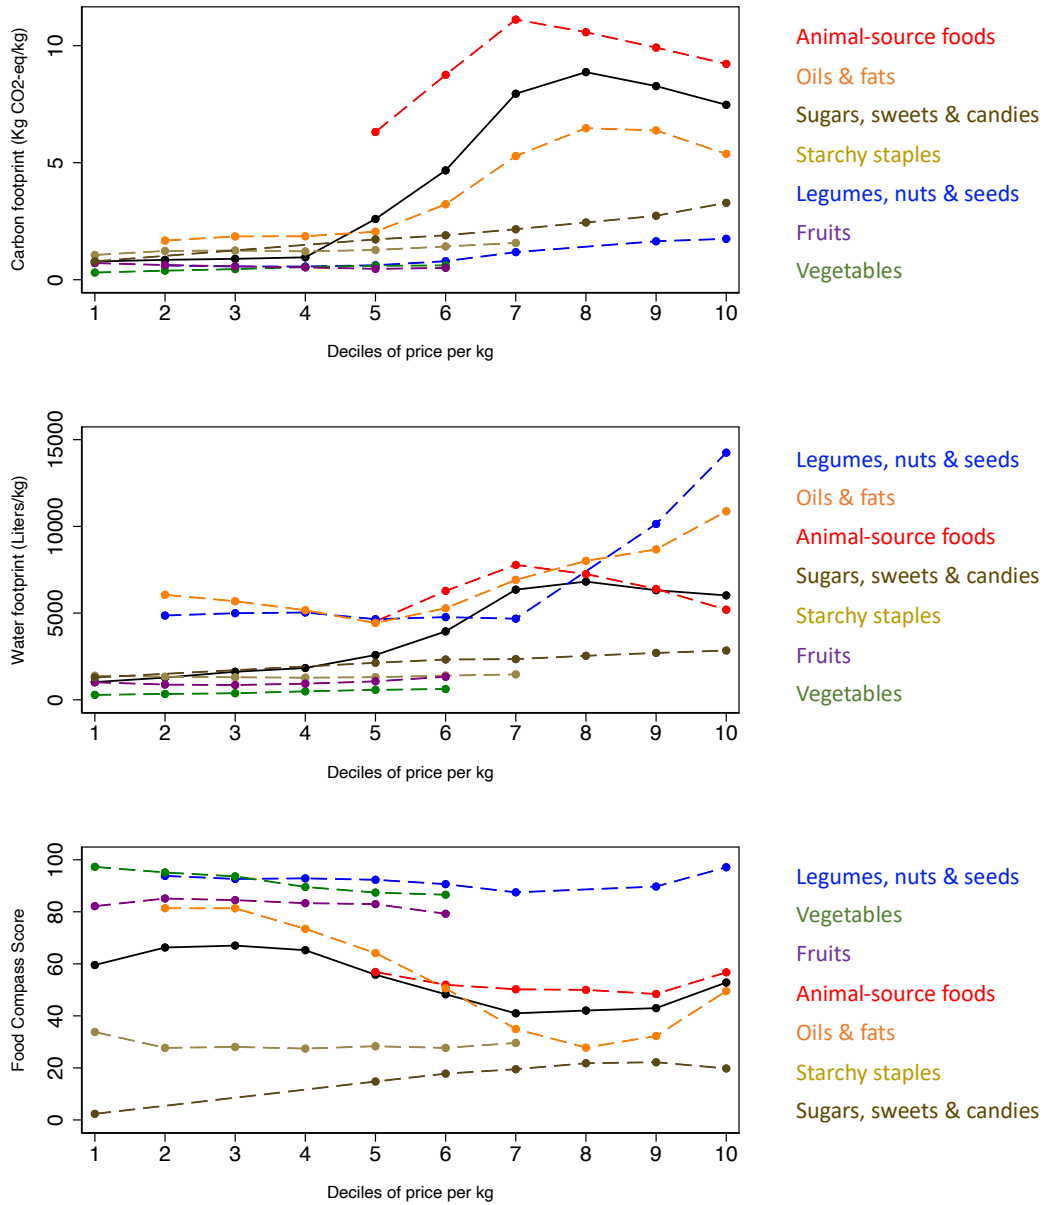 Carbon footprint (Kg CO2-eq/kg)
10
5
0
1 2 3 4 5 6 7 8 9 10
Deciles of price per kg
Animal-source foods
Oils & fats
Sugars, sweets & candies
Starchy staples
Legumes, nuts & seeds
Fruits
Vegetables
Water footprint (Liters/kg)
15000
10000
5000
0
1 2 3 4 5 6 7 8 9 10
Deciles of price per kg
Legumes, nuts & seeds
Oils & fats
Animal-source foods
Sugars, sweets & candies
Starchy staples
Fruits
Vegetables
Food Compass Score
100
80
60
40
20
0
1 2 3 4 5 6 7 8 9 10
Deciles of price per kg
Legumes, nuts & seeds
Vegetables
Fruits
Animal-source foods
Oils & fats
Starchy staples
Sugars, sweets & candies